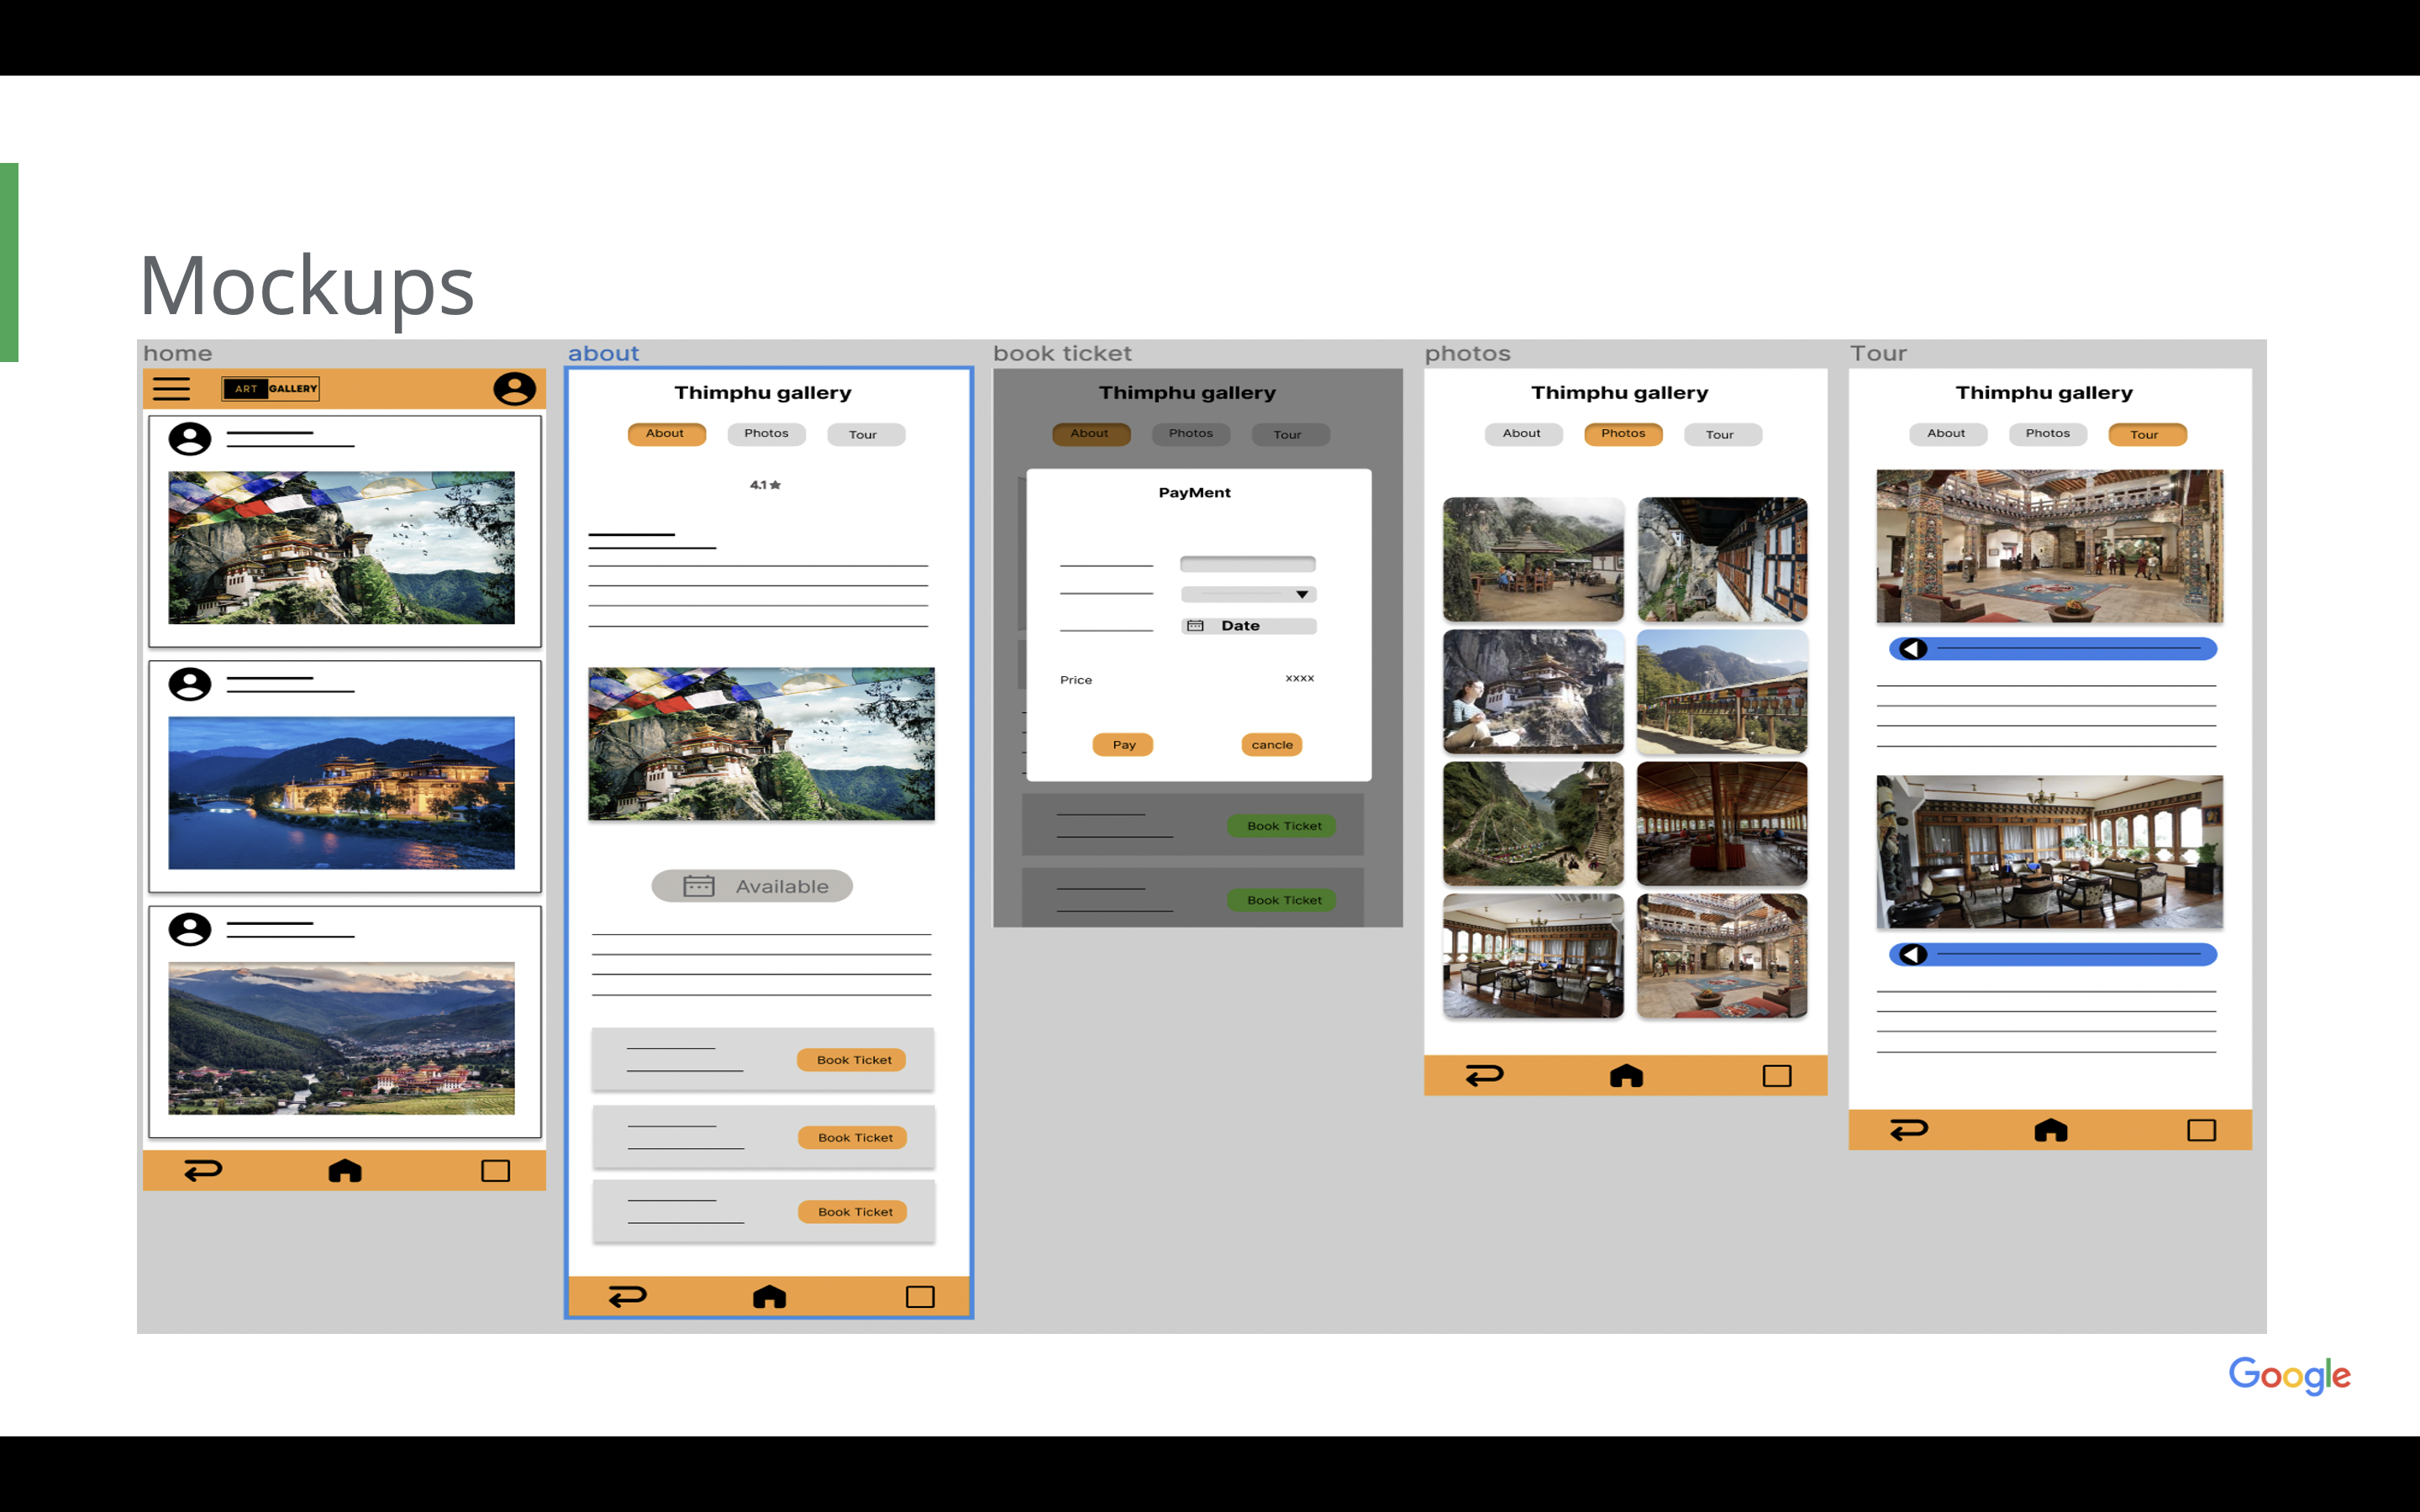 Mockups
home
ART GALLERY
about
Thimphu gallery
About Photos Tour
4.1★
Available
Book Ticket
Book Ticket
Book Ticket
book ticket
Thimphu gallery
About Photos Tour
PayMent
Date
Price xxxx
Pay cancle
Book Ticket
Book Ticket
photos
Thimphu gallery
About Photos Tour
Tour
Thimphu gallery
About Photos Tour
Google